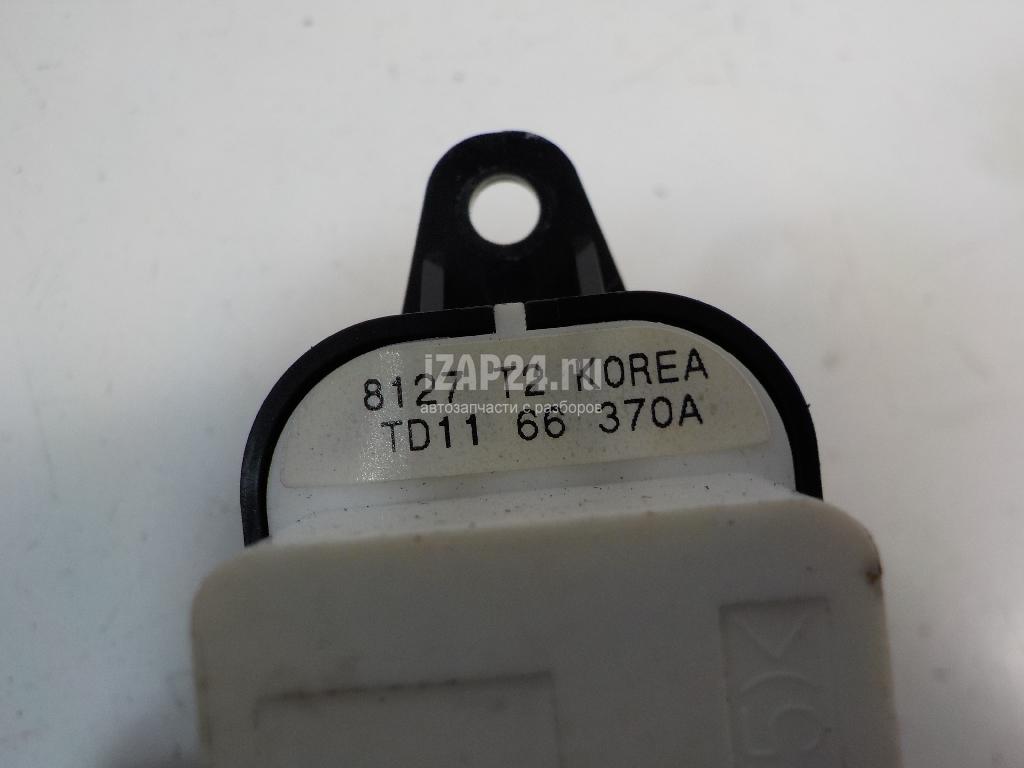 iZAP24.ru
8127 T2 KOREA
автозапчасти с разборов
TD11 66 370A